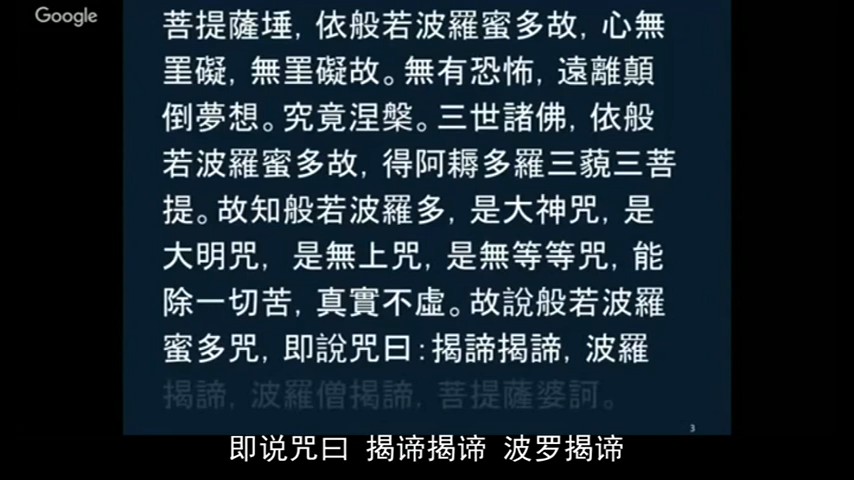 Google
菩提薩埵，依般若波羅蜜多故，心無
罣礙，無罣礙故。無有恐怖，遠離顛
倒夢想。究竟涅槃。三世諸佛，依般
若波羅蜜多故，得阿耨多羅三藐三菩
提。故知般若波羅多，是大神咒，是
大明咒， 是無上咒，是無等等咒，能
除一切苦，真實不虛。故說般若波羅
蜜多咒，即說咒曰：揭諦揭諦，波羅
揭諦，波羅僧揭諦，菩提薩婆訶。
3
即说咒曰 揭谛揭谛 波罗揭谛